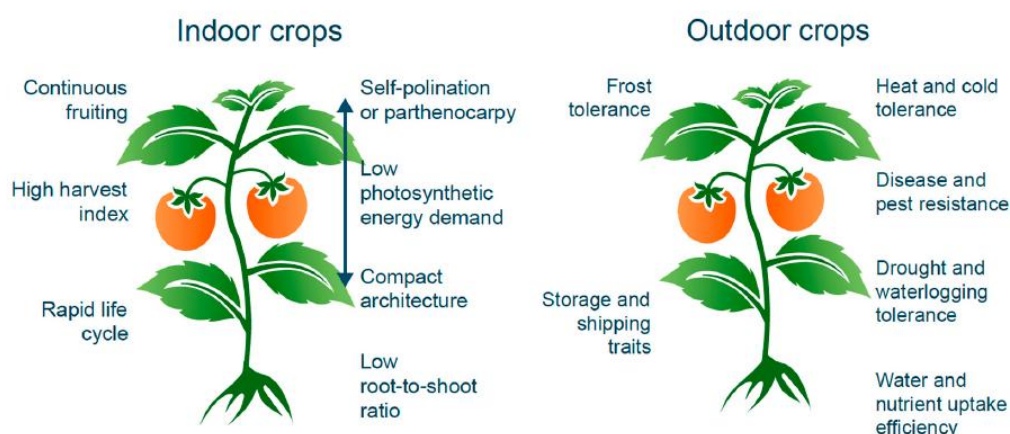 Indoor crops
Continuous
fruiting
High harvest
index
Rapid life
cycle
Self-polination
or parthenocarpy
Low
photosynthetic
energy demand
Compact
architecture
Low
root-to-shoot
ratio
Outdoor crops
Frost
tolerance
Storage and
shipping
traits
Heat and cold
tolerance
Disease and
pest resistance
Drought and
waterlogging
tolerance
Water and
nutrient uptake
efficiency